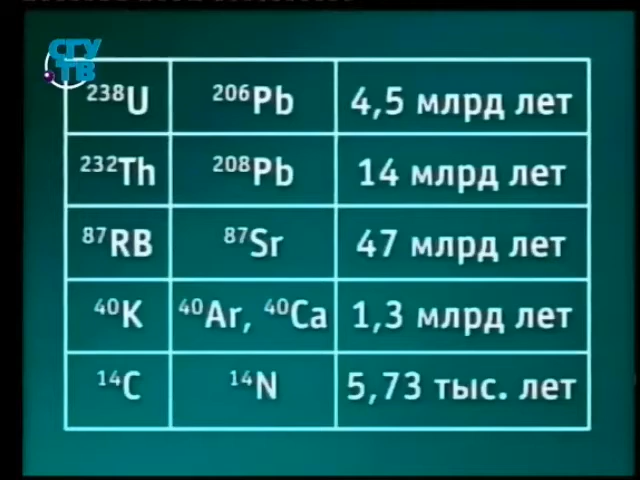 СГУ
ТВ
²³⁸U ²⁰⁶Pb 4,5 млрд лет
²³²Th ²⁰⁸Pb 14 млрд лет
⁸⁷RB ⁸⁷Sr 47 млрд лет
⁴⁰K ⁴⁰Ar, ⁴⁰Ca 1,3 млрд лет
¹⁴C ¹⁴N 5,73 тыс. лет